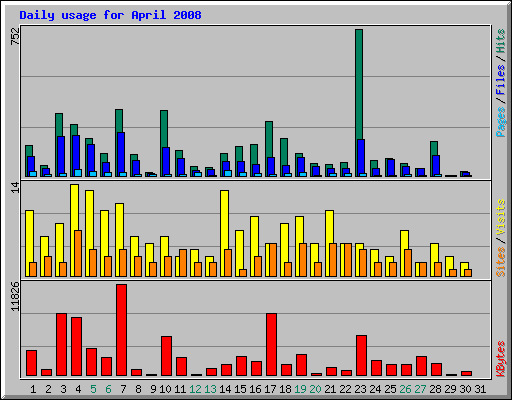 Daily usage for April 2008
752
Pages / Files / Hits
14
Sites / Visits
11826
KBytes
1 2 3 4 5 6 7 8 9 10 11 12 13 14 15 16 17 18 19 20 21 22 23 24 25 26 27 28 29 30 31